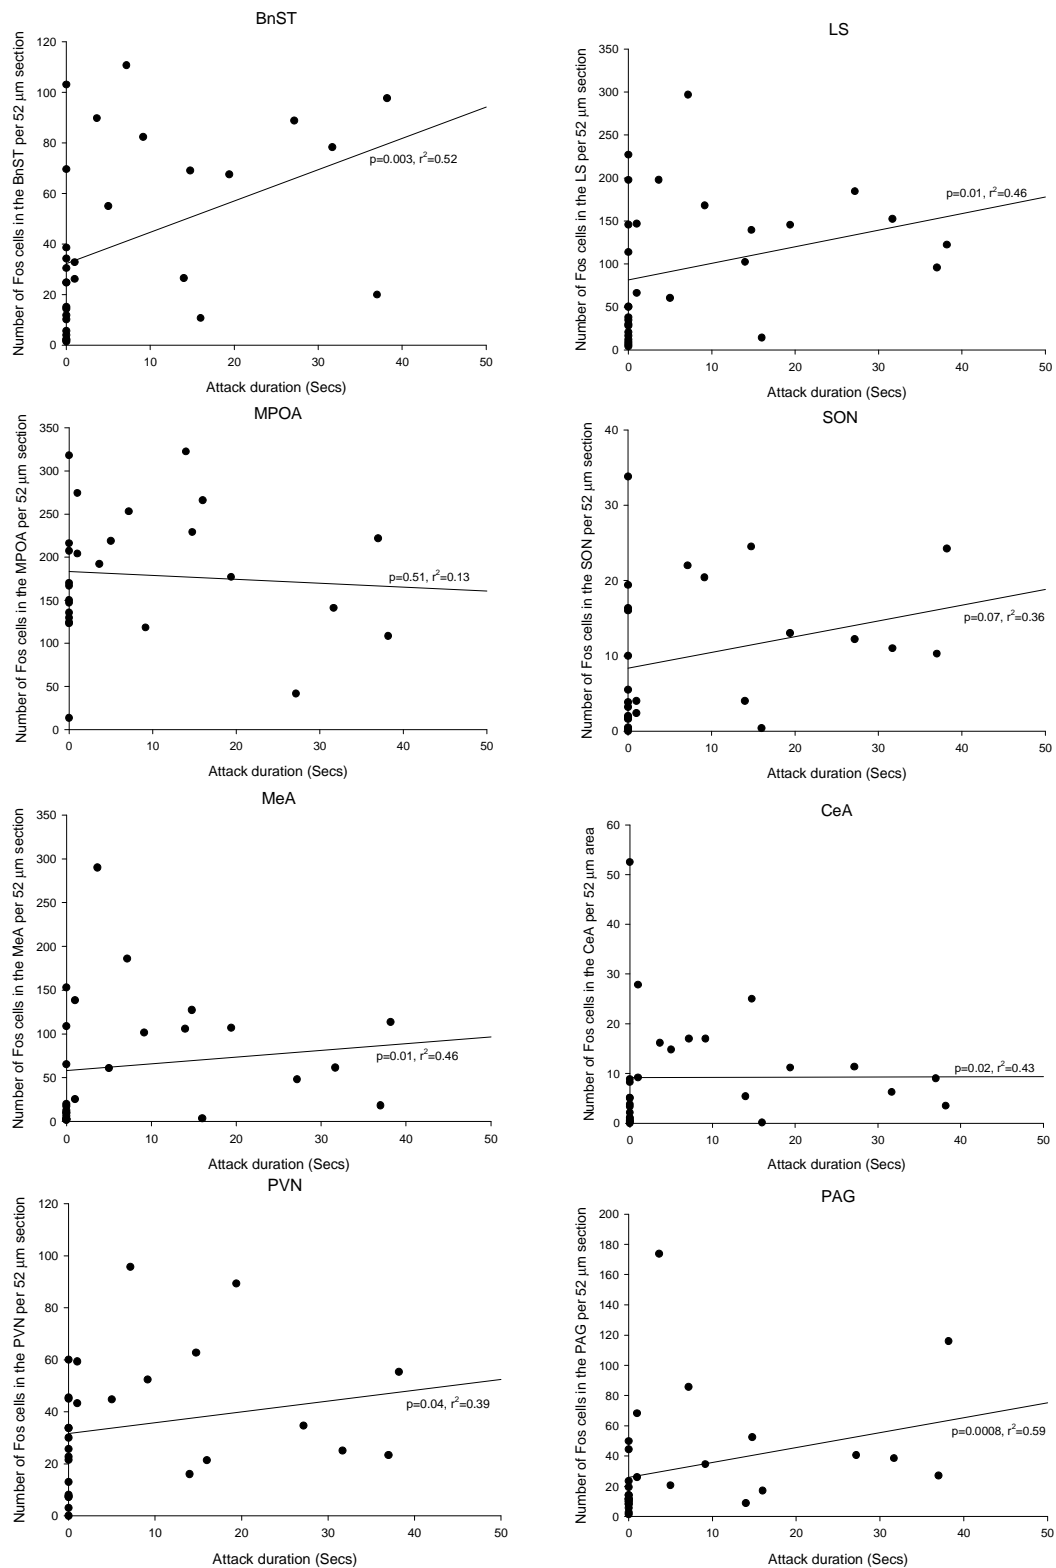 BnST
Number of Fos cells in the BnST per 52 μm section
120
100
80
60
40
20
0
p=0.003, r²=0.52
0 10 20 30 40 50
Attack duration (Secs)
LS
Number of Fos cells in the LS per 52 μm section
350
300
250
200
150
100
50
0
p=0.01, r²=0.46
0 10 20 30 40 50
Attack duration (Secs)
MPOA
Number of Fos cells in the MPOA per 52 μm section
350
300
250
200
150
100
50
0
p=0.51, r²=0.13
0 10 20 30 40 50
Attack duration (Secs)
SON
Number of Fos cells in the SON per 52 μm section
40
30
20
10
0
p=0.07, r²=0.36
0 10 20 30 40 50
Attack duration (Secs)
MeA
Number of Fos cells in the MeA per 52 μm section
350
300
250
200
150
100
50
0
p=0.01, r²=0.46
0 10 20 30 40 50
Attack duration (Secs)
CeA
Number of Fos cells in the CeA per 52 μm area
60
50
40
30
20
10
0
p=0.02, r²=0.43
0 10 20 30 40 50
Attack duration (Secs)
PVN
Number of Fos cells in the PVN per 52 μm section
120
100
80
60
40
20
0
p=0.04, r²=0.39
0 10 20 30 40 50
Attack duration (Secs)
PAG
Number of Fos cells in the PAG per 52 μm section
200
180
160
140
120
100
80
60
40
20
0
p=0.0008, r²=0.59
0 10 20 30 40 50
Attack duration (Secs)